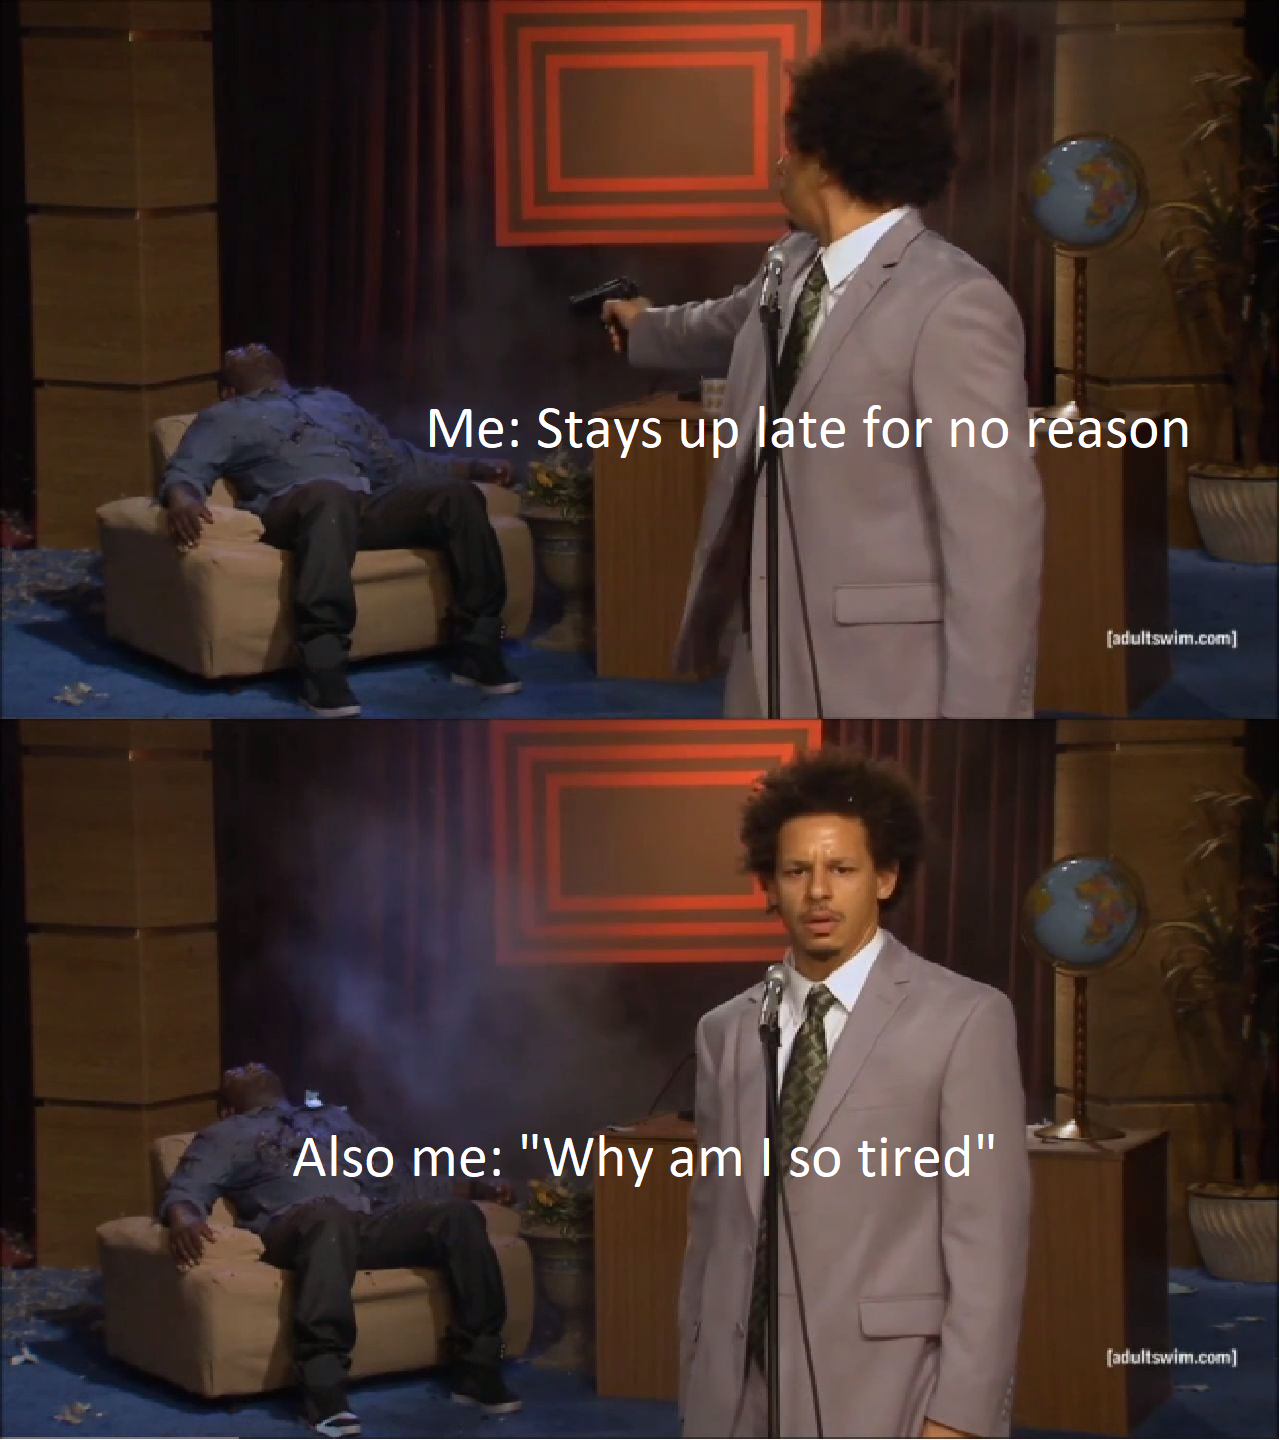 Me: Stays up late for no reason
[adultswim.com]
Also me: "Why am I so tired"
[adultswim.com]